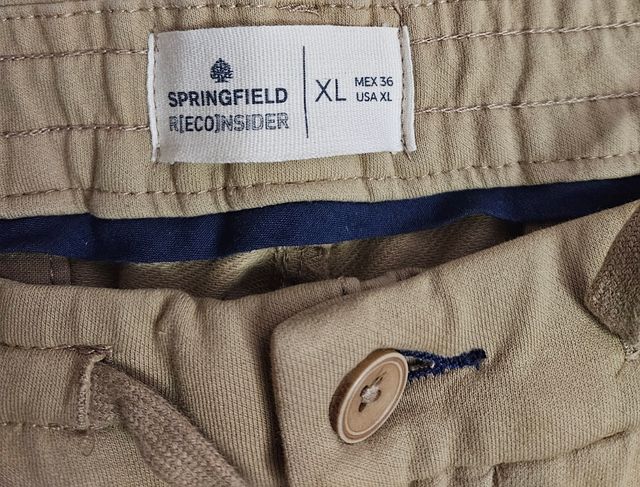 SPRINGFIELD
R[ECO]NSIDER
XL
MEX 36
USA XL